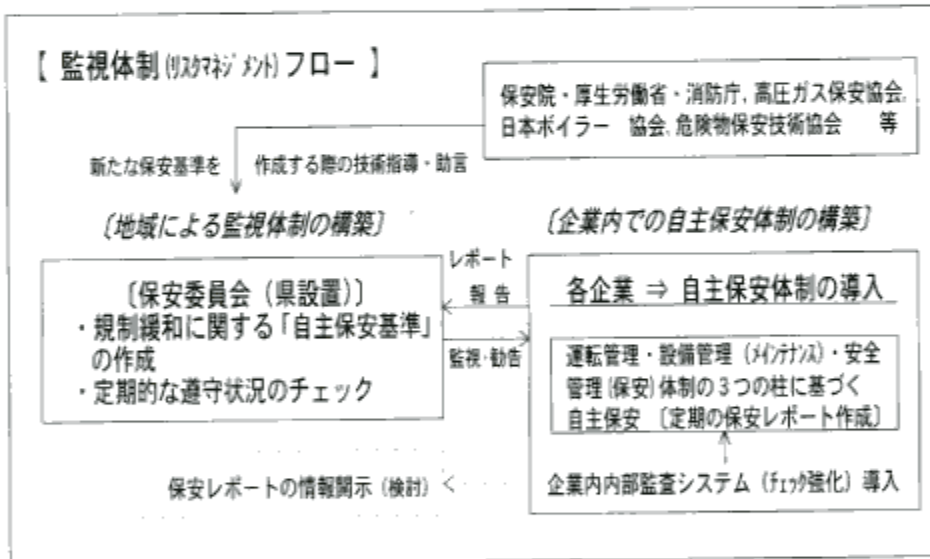 【 監視体制 (ﾘｽｸﾏﾈｼﾞﾒﾝﾄ) フロー 】
保安院・厚生労働省・消防庁, 高圧ガス保安協会,
日本ボイラー 協会, 危険物保安技術協会 等
新たな保安基準を 作成する際の技術指導・助言
〔地域による監視体制の構築〕
〔企業内での自主保安体制の構築〕
〔保安委員会（県設置）〕
・規制緩和に関する「自主保安基準」
の作成
・定期的な遵守状況のチェック
レポート
報告
監視・勧告
各企業 ⇒ 自主保安体制の導入
運転管理・設備管理 (ﾒｲﾝﾃﾅﾝｽ)・安全
管理 (保安) 体制の３つの柱に基づく
自主保安 〔定期の保安レポート作成〕
企業内内部監査システム (ﾁｪｯｸ強化) 導入
保安レポートの情報開示 (検討)